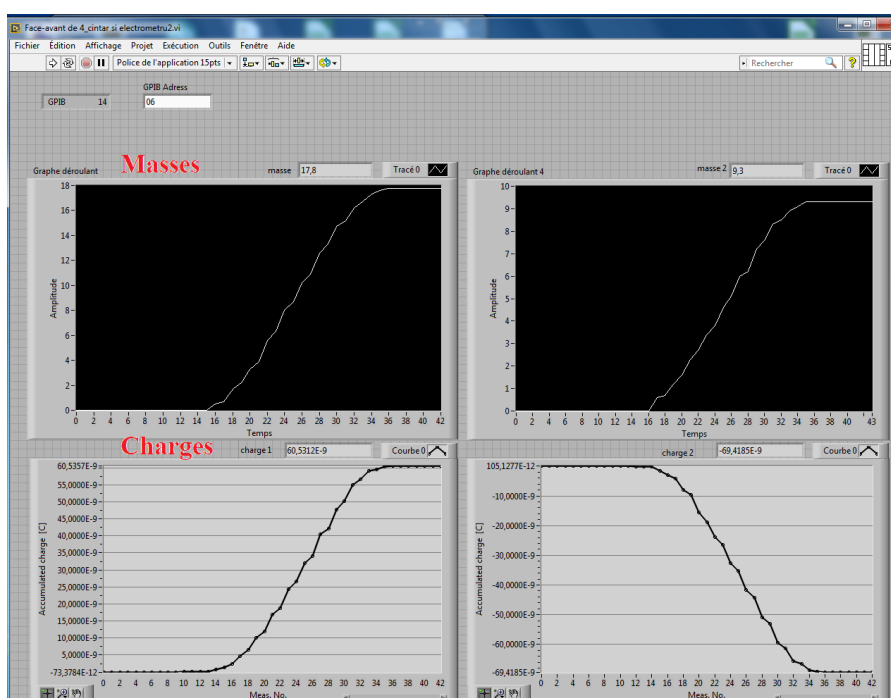 Face-avant de 4_cintar si electrometru2.vi
Fichier Édition Affichage Projet Exécution Outils Fenêtre Aide
Police de l'application 15pts
Rechercher
GPIB Adress
GPIB 14
06
Masses
Graphe déroulant
masse 17,8
Tracé 0
Graphe déroulant 4
masse 2 9,3
Tracé 0
18
16
14
12
10
8
6
4
2
0
Amplitude
0 2 4 6 8 10 12 14 16 18 20 22 24 26 28 30 32 34 36 38 40 42
Temps
10
9
8
7
6
5
4
3
2
1
0
Amplitude
0 2 4 6 8 10 12 14 16 18 20 22 24 26 28 30 32 34 36 38 40 43
Temps
Charges
charge 1 60,5312E-9
Courbe 0
charge 2 -69,4185E-9
Courbe 0
60,5357E-9
55,0000E-9
50,0000E-9
45,0000E-9
40,0000E-9
35,0000E-9
30,0000E-9
25,0000E-9
20,0000E-9
15,0000E-9
10,0000E-9
5,0000E-9
-73,3784E-12
Accumulated charge [C]
0 2 4 6 8 10 12 14 16 18 20 22 24 26 28 30 32 34 36 38 40 42
Meas. No.
105,1277E-12
-10,0000E-9
-20,0000E-9
-30,0000E-9
-40,0000E-9
-50,0000E-9
-60,0000E-9
-69,4185E-9
Accumulated charge [C]
0 2 4 6 8 10 12 14 16 18 20 22 24 26 28 30 32 34 36 38 40 42
Meas. No.